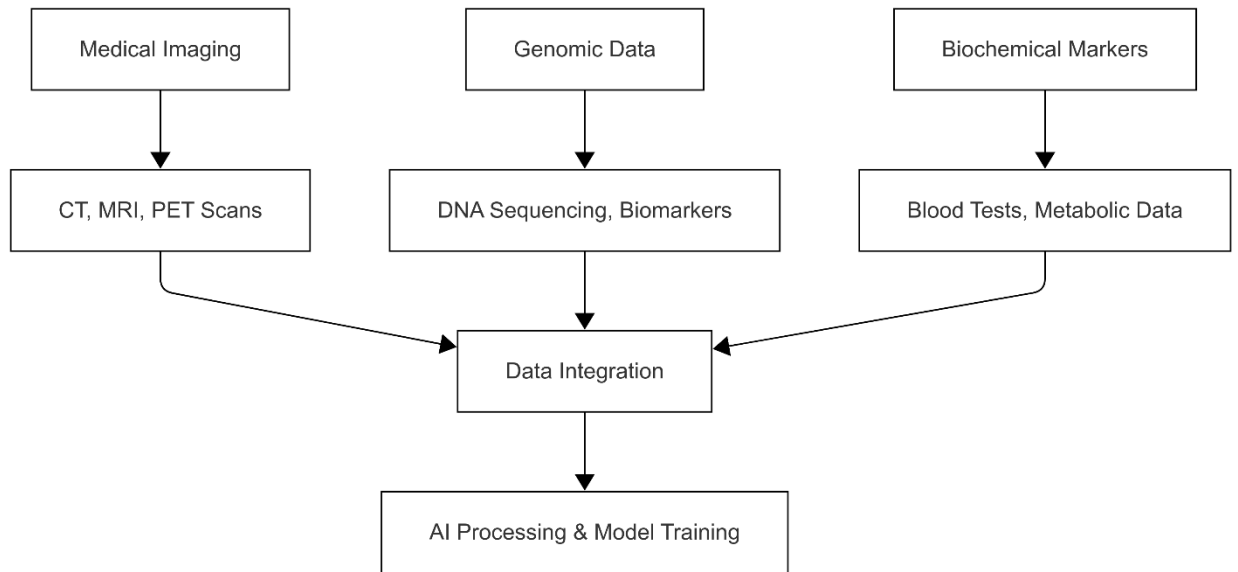 Medical Imaging
Genomic Data
Biochemical Markers
CT, MRI, PET Scans
DNA Sequencing, Biomarkers
Blood Tests, Metabolic Data
Data Integration
AI Processing & Model Training